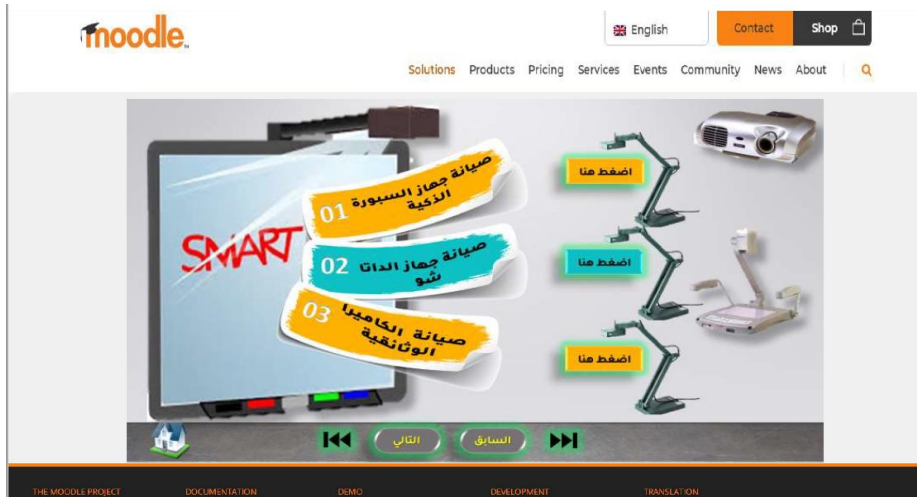 moodle
English
Contact
Shop
Solutions Products Pricing Services Events Community News About
صيانة جهاز السبورة
الذكية
01
اضغط هنا
SMART
صيانة جهاز الداتا
شو
02
اضغط هنا
صيانة الكاميرا
الوثائقية
03
اضغط هنا
التالي
السابق
THE MOODLE PROJECT
DOCUMENTATION
DEMO
DEVELOPMENT
TRANSLATION